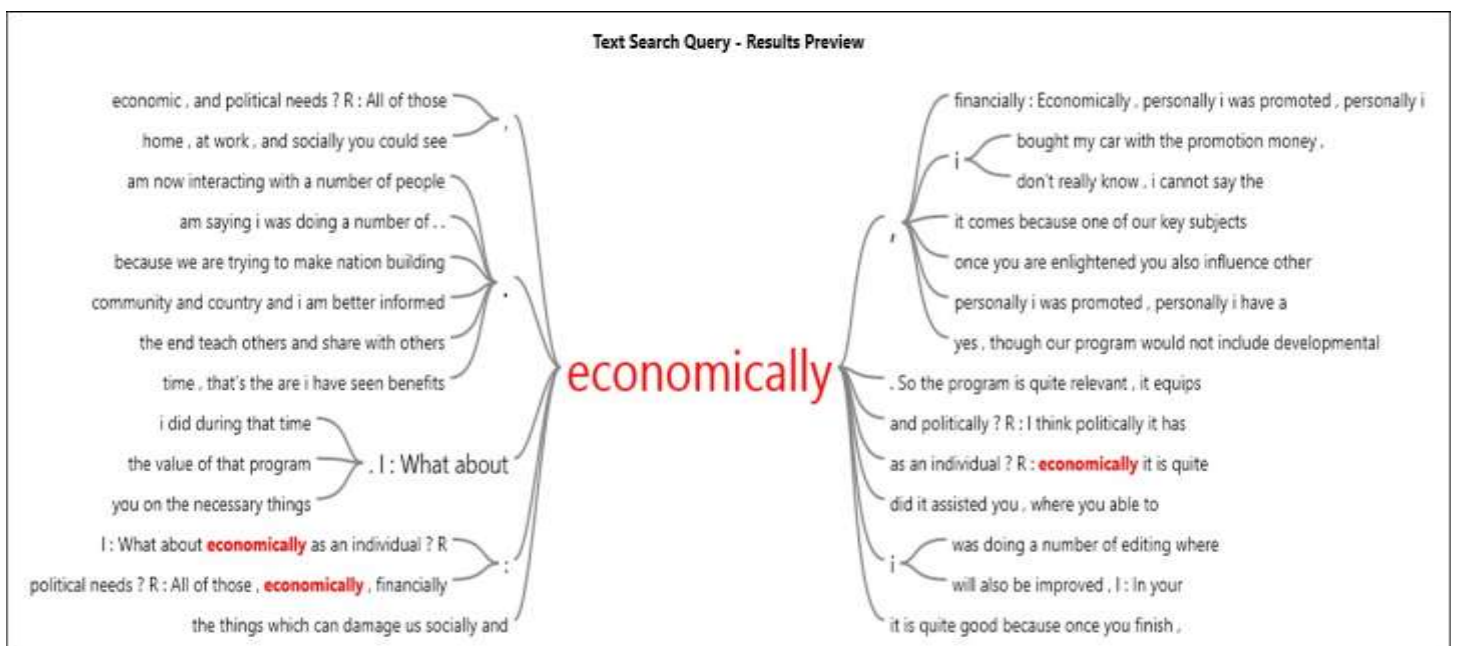 Text Search Query - Results Preview
economic , and political needs ? R : All of those
home , at work , and socially you could see
,
am now interacting with a number of people
am saying i was doing a number of . .
because we are trying to make nation building
community and country and i am better informed
the end teach others and share with others
time , that's the are i have seen benefits
.
i did during that time
the value of that program
you on the necessary things
. I : What about
I : What about economically as an individual ? R
political needs ? R : All of those , economically , financially
:
the things which can damage us socially and
economically
,
financially : Economically , personally i was promoted , personally i
i
bought my car with the promotion money .
don't really know , i cannot say the
it comes because one of our key subjects
once you are enlightened you also influence other
personally i was promoted , personally i have a
yes , though our program would not include developmental
. So the program is quite relevant , it equips
and politically ? R : I think politically it has
as an individual ? R : economically it is quite
did it assisted you , where you able to
i
was doing a number of editing where
will also be improved , I : In your
it is quite good because once you finish ,